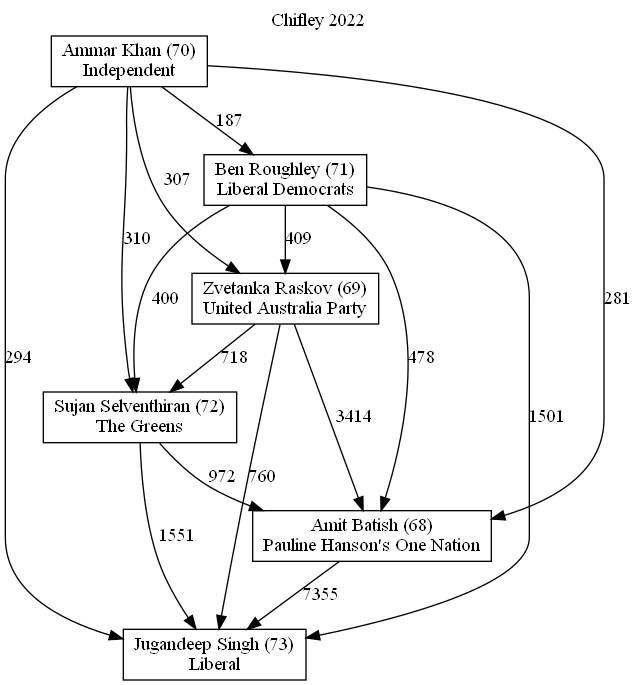 Chifley 2022
Ammar Khan (70)
Independent
187
Ben Roughley (71)
Liberal Democrats
307
310
409
400
294
281
Zvetanka Raskov (69)
United Australia Party
718
478
3414
1501
Sujan Selventhiran (72)
The Greens
972
760
Amit Batish (68)
Pauline Hanson's One Nation
1551
7355
Jugandeep Singh (73)
Liberal